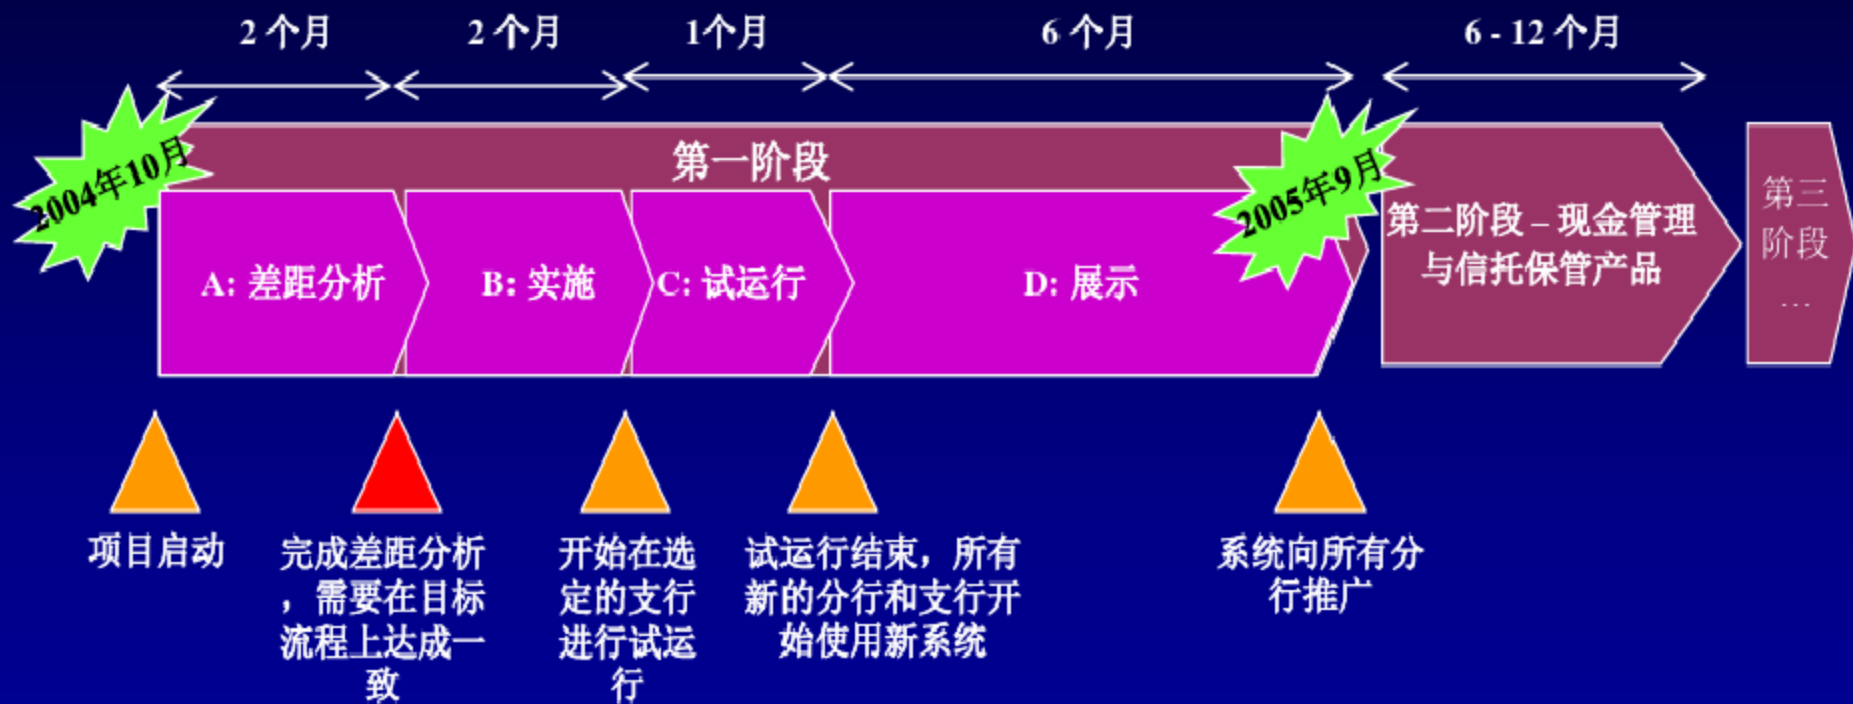 2 个月
2 个月
1个月
6 个月
6 - 12 个月
2004年10月
第一阶段
2005年9月
A: 差距分析
B: 实施
C: 试运行
D: 展示
第二阶段 – 现金管理
与信托保管产品
第三
阶段
...
项目启动
完成差距分析
，需要在目标
流程上达成一
致
开始在选
定的支行
进行试运
行
试运行结束，所有
新的分行和支行开
始使用新系统
系统向所有分
行推广